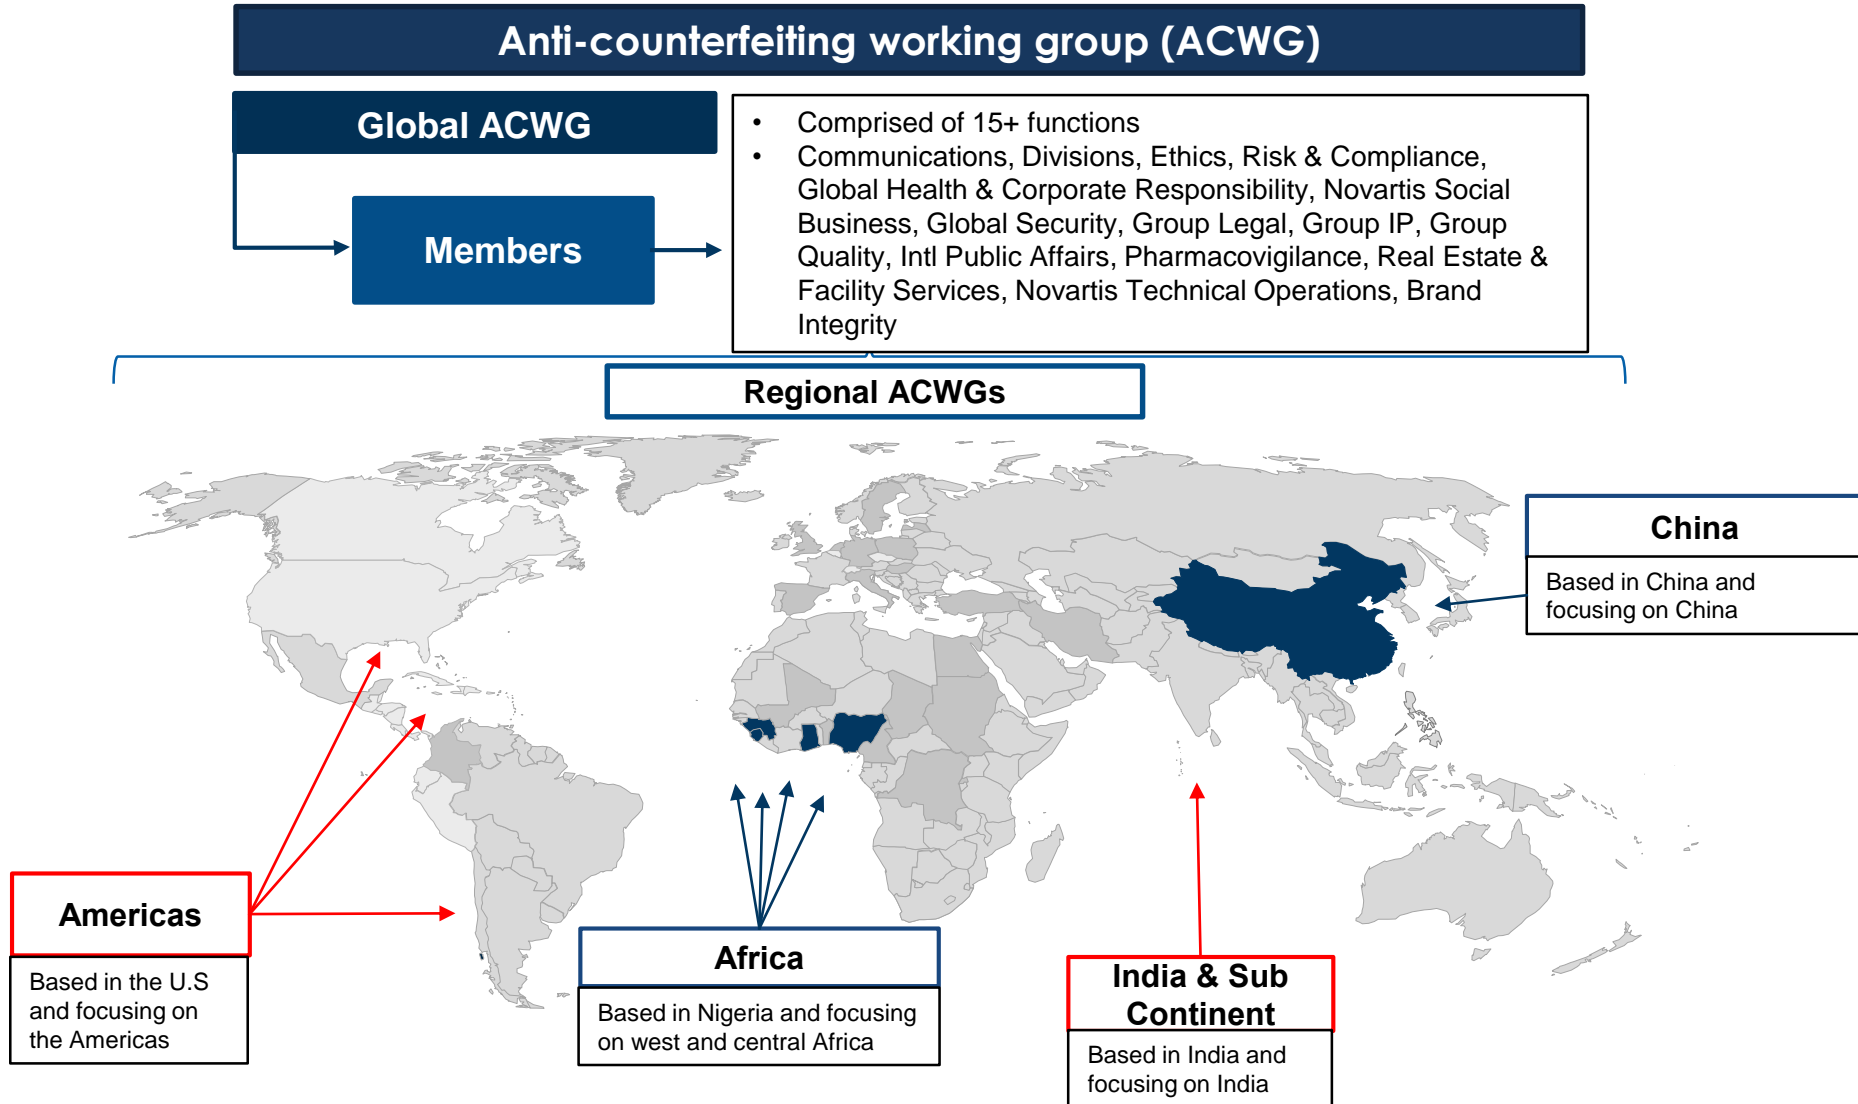 Anti-counterfeiting working group (ACWG)
Global ACWG
Members
• Comprised of 15+ functions
• Communications, Divisions, Ethics, Risk & Compliance,
Global Health & Corporate Responsibility, Novartis Social
Business, Global Security, Group Legal, Group IP, Group
Quality, Intl Public Affairs, Pharmacovigilance, Real Estate &
Facility Services, Novartis Technical Operations, Brand
Integrity
Regional ACWGs
China
Based in China and
focusing on China
Americas
Based in the U.S
and focusing on
the Americas
Africa
Based in Nigeria and focusing
on west and central Africa
India & Sub
Continent
Based in India and
focusing on India